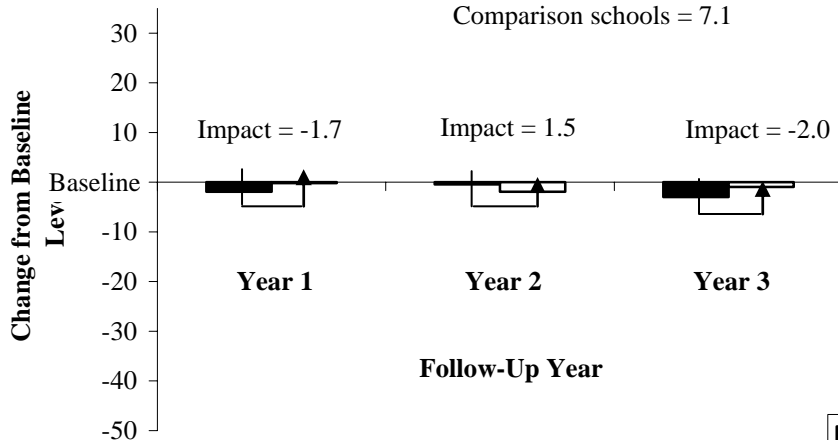 Comparison schools = 7.1
30
20
10
Baseline
-10
-20
-30
-40
-50
Change from Baseline
Lev
Impact = -1.7
Impact = 1.5
Impact = -2.0
Year 1
Year 2
Year 3
Follow-Up Year